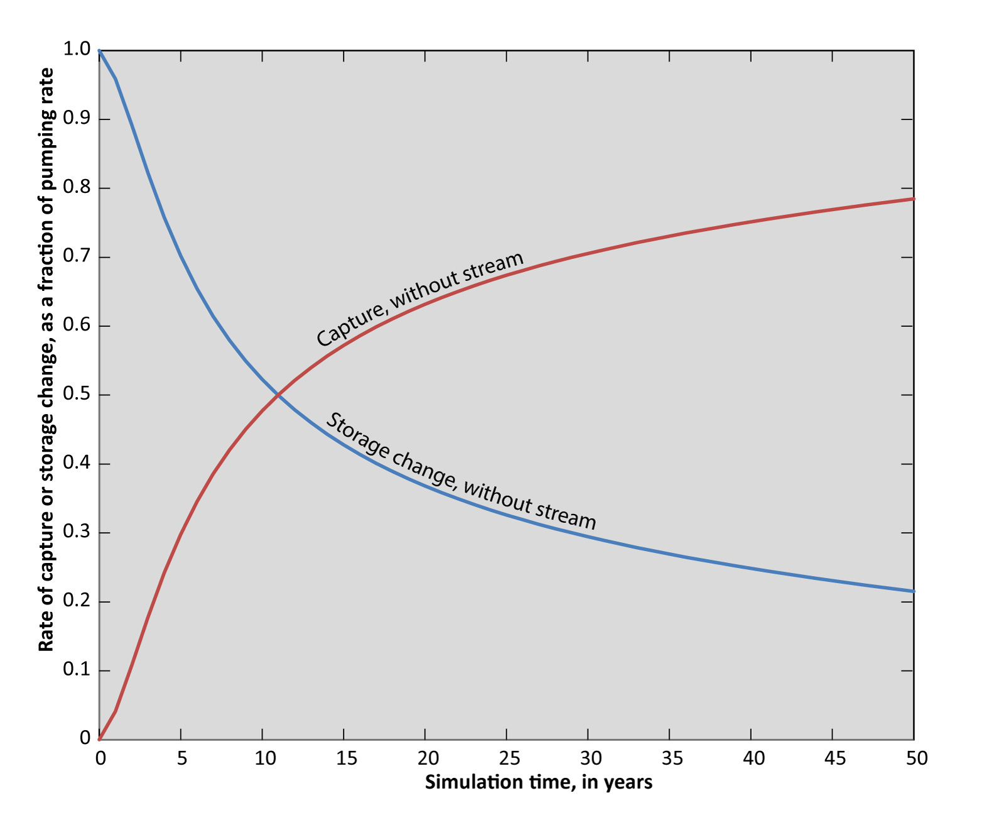 Rate of capture or storage change, as a fraction of pumping rate
1.0
0.9
0.8
0.7
0.6
0.5
0.4
0.3
0.2
0.1
0
Capture, without stream
Storage change, without stream
0 5 10 15 20 25 30 35 40 45 50
Simulation time, in years